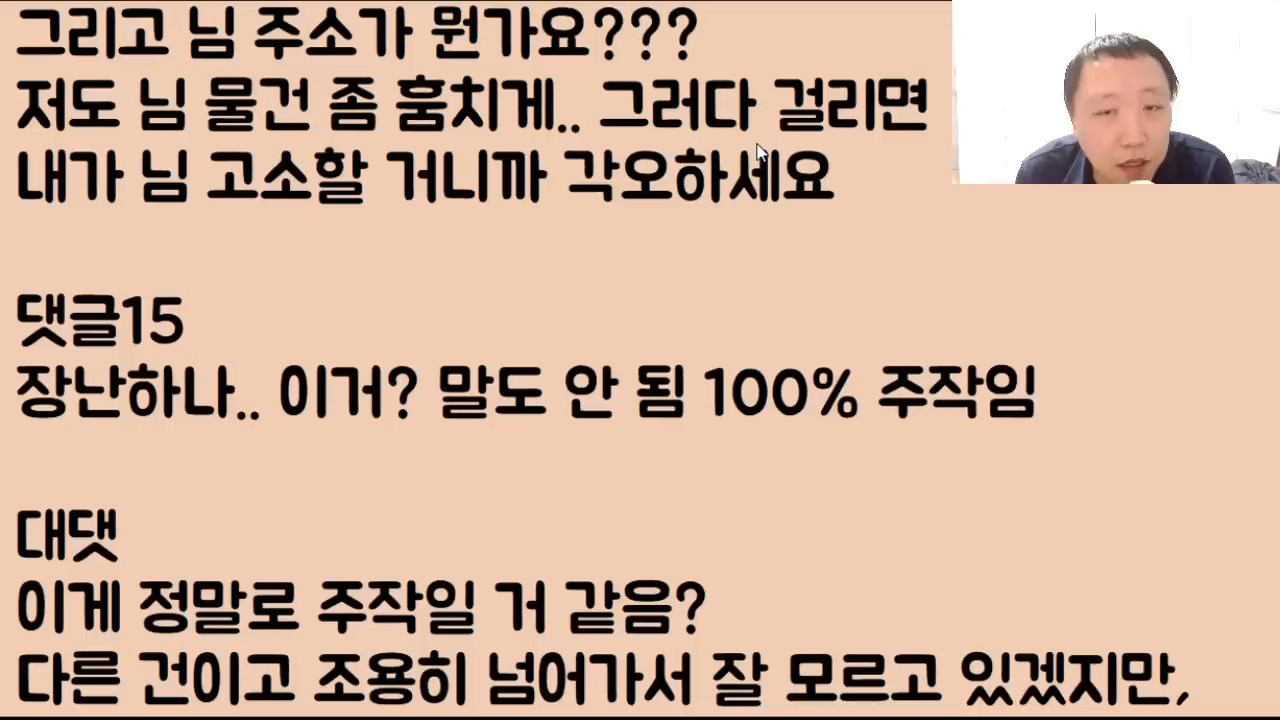 그리고 님 주소가 뭔가요???
저도 님 물건 좀 훔치게.. 그러다 걸리면
내가 님 고소할 거니까 각오하세요
댓글15
장난하나.. 이거? 말도 안 됨 100% 주작임
대댓
이게 정말로 주작일 거 같음?
다른 건이고 조용히 넘어가서 잘 모르고 있겠지만,